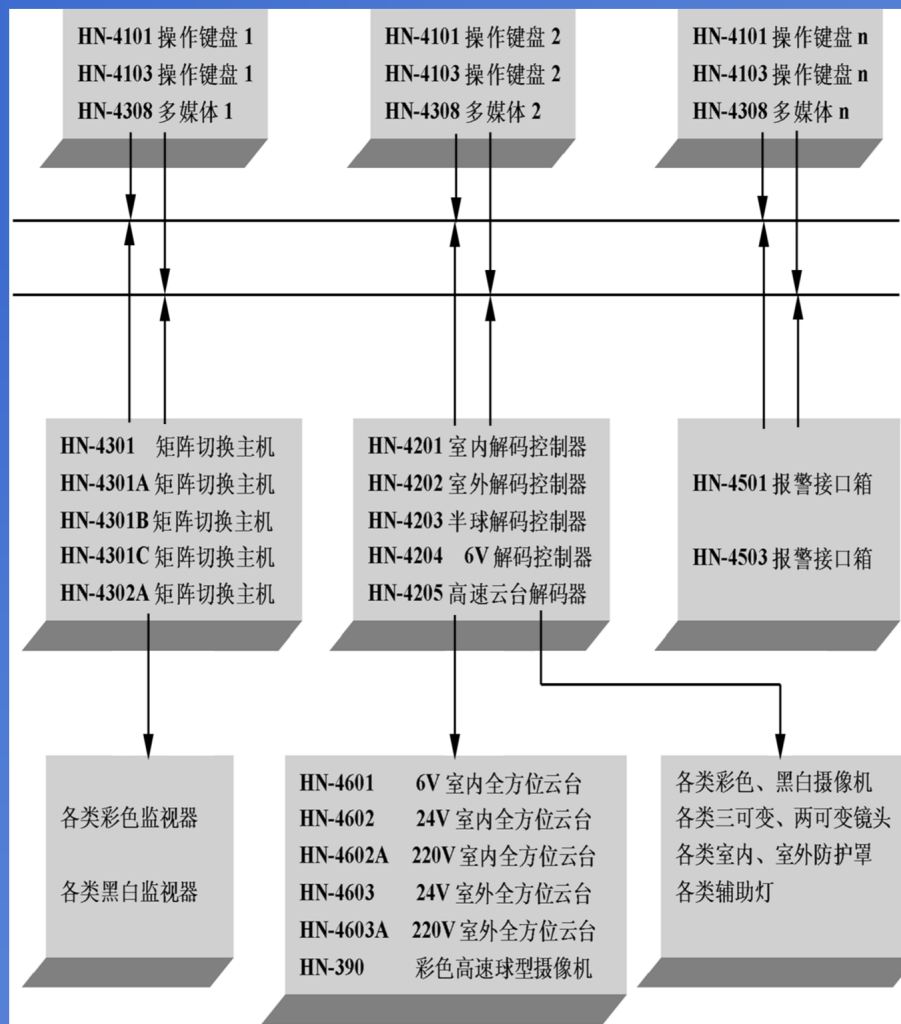 HN-4101 操作键盘 1
HN-4103 操作键盘 1
HN-4308 多媒体 1
HN-4101 操作键盘 2
HN-4103 操作键盘 2
HN-4308 多媒体 2
HN-4101 操作键盘 n
HN-4103 操作键盘 n
HN-4308 多媒体 n
HN-4301 矩阵切换主机
HN-4301A 矩阵切换主机
HN-4301B 矩阵切换主机
HN-4301C 矩阵切换主机
HN-4302A 矩阵切换主机
HN-4201 室内解码控制器
HN-4202 室外解码控制器
HN-4203 半球解码控制器
HN-4204 6V 解码控制器
HN-4205 高速云台解码器
HN-4501 报警接口箱
HN-4503 报警接口箱
各类彩色监视器
各类黑白监视器
HN-4601 6V 室内全方位云台
HN-4602 24V 室内全方位云台
HN-4602A 220V 室内全方位云台
HN-4603 24V 室外全方位云台
HN-4603A 220V 室外全方位云台
HN-390 彩色高速球型摄像机
各类彩色、黑白摄像机
各类三可变、两可变镜头
各类室内、室外防护罩
各类辅助灯